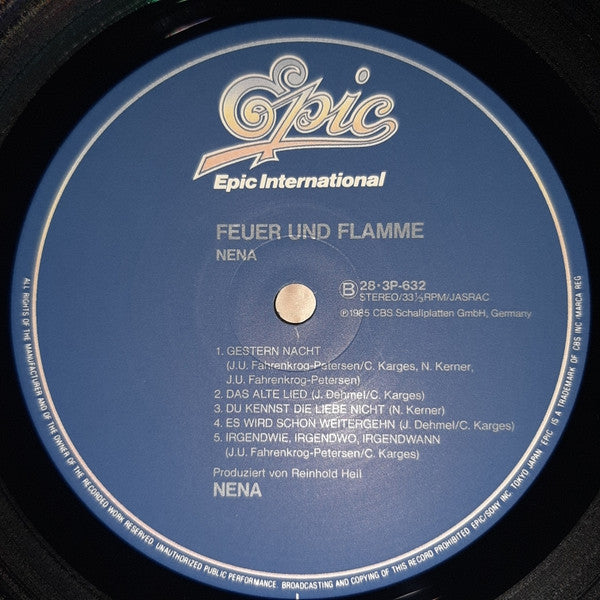 Epic
Epic International
FEUER UND FLAMME
NENA
B 28・3P-632
STEREO/33⅓RPM/JASRAC
Ⓟ1985 CBS Schallplatten GmbH, Germany
1. GESTERN NACHT
(J.U. Fahrenkrog-Patersen/C. Karges, N. Kerner,
J.U. Fahrenkrog-Petersen)
2. DAS ALTE LIED (J. Dehmel/C. Karges)
3. DU KENNST DIE LIEBE NICHT (N. Kerner)
4. ES WIRD SCHON WEITERGEHN (J. Dehmel/C. Karges)
5. IRGENDWIE, IRGENDWO, IRGENDWANN
(J.U. Fahrenkrog-Petersen/C. Karges)
Produziert von Reinhold Heil
NENA
ALL RIGHTS OF THE MANUFACTURER AND OF THE OWNER OF THE RECORDED WORK RESERVED. UNAUTHORIZED PUBLIC PERFORMANCE. BROADCASTING AND COPYING OF THIS RECORD PROHIBITED EPIC/SONY INC. TOKYO JAPAN EPIC IS A TRADEMARK OF CBS INC./MARCA REG.